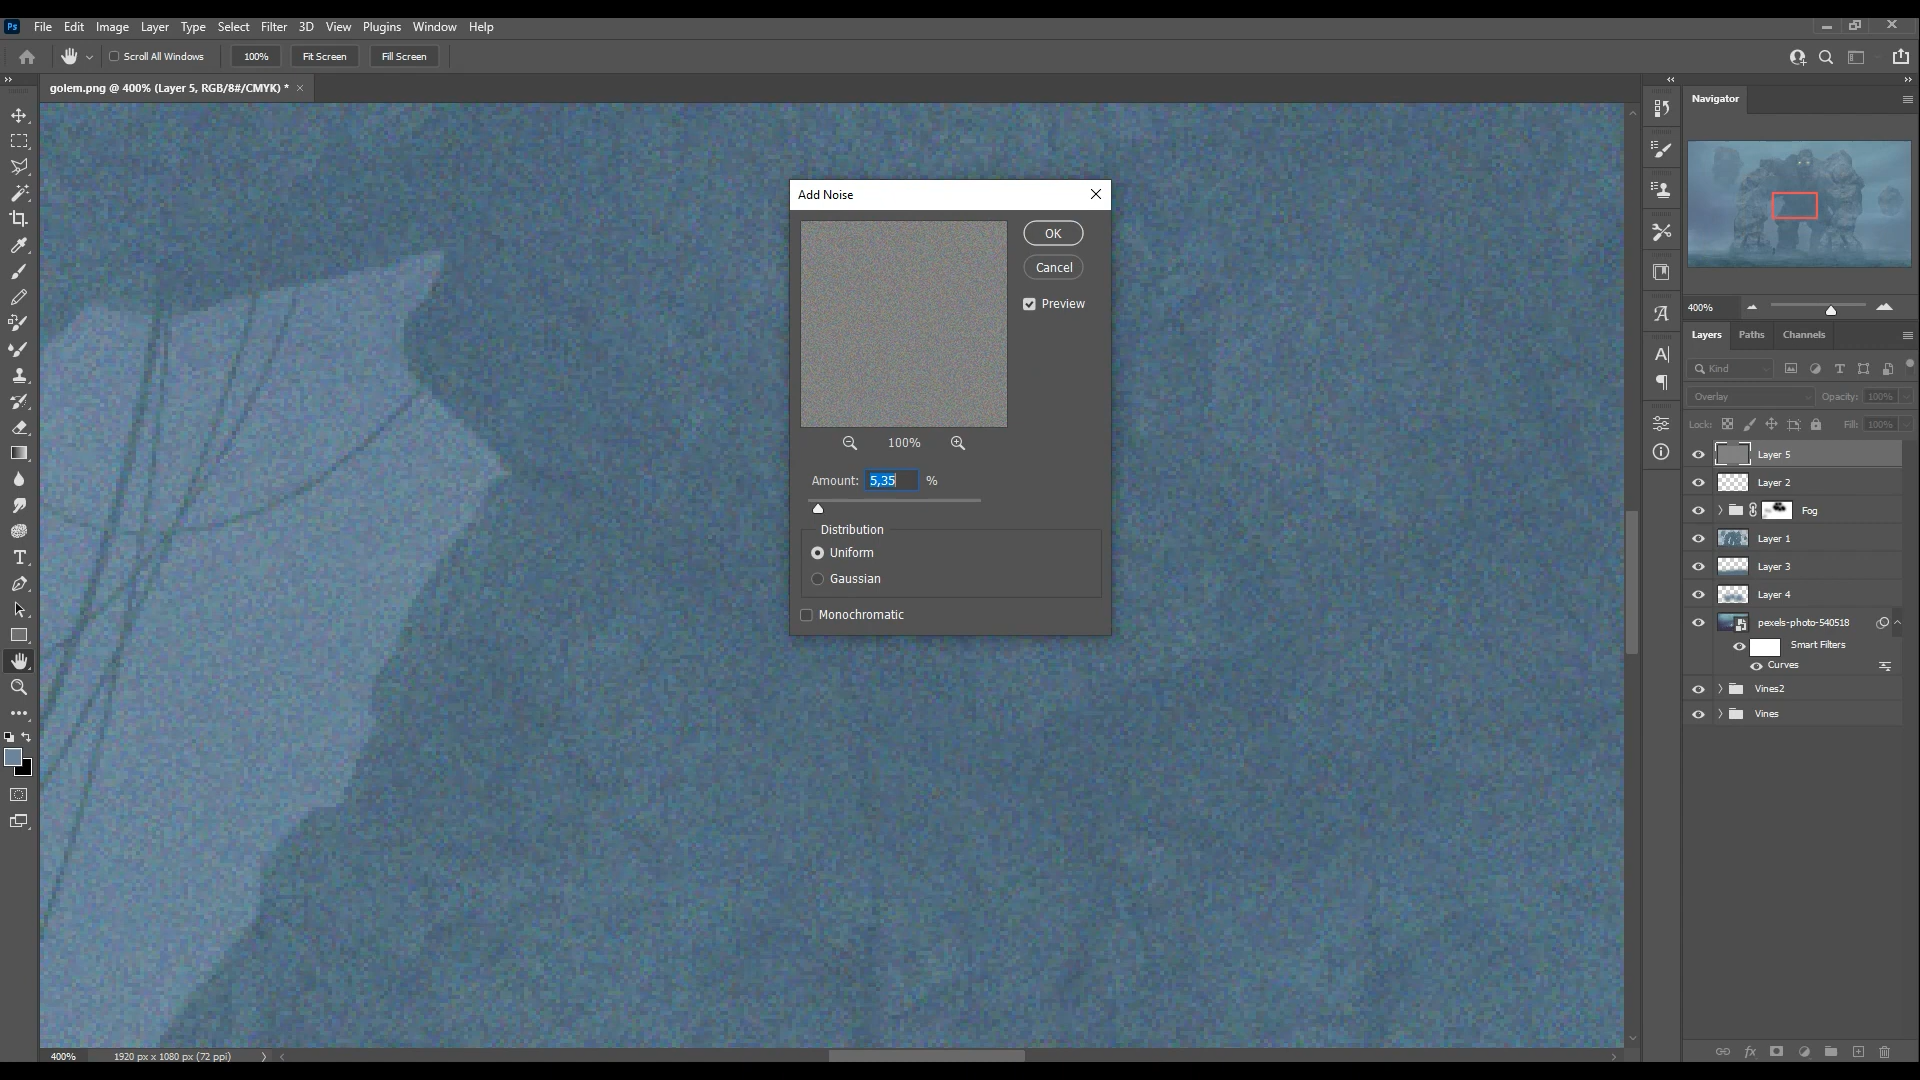 Ps File Edit Image Layer Type Select Filter 3D View Plugins Window Help
Scroll All Windows 100% Fit Screen Fill Screen
golem.png @ 400% (Layer 5, RGB/8#/CMYK) *
Navigator
Add Noise
OK
Cancel
Preview
100%
Amount: 5,35 %
Distribution
Uniform
Gaussian
Monochromatic
400%
Layers Paths Channels
Kind
Overlay Opacity: 100%
Lock: Fill: 100%
Layer 5
Layer 2
Fog
Layer 1
Layer 3
Layer 4
pexels-photo-540518
Smart Filters
Curves
Vines2
Vines
400% 1920 px x 1080 px (72 ppi)